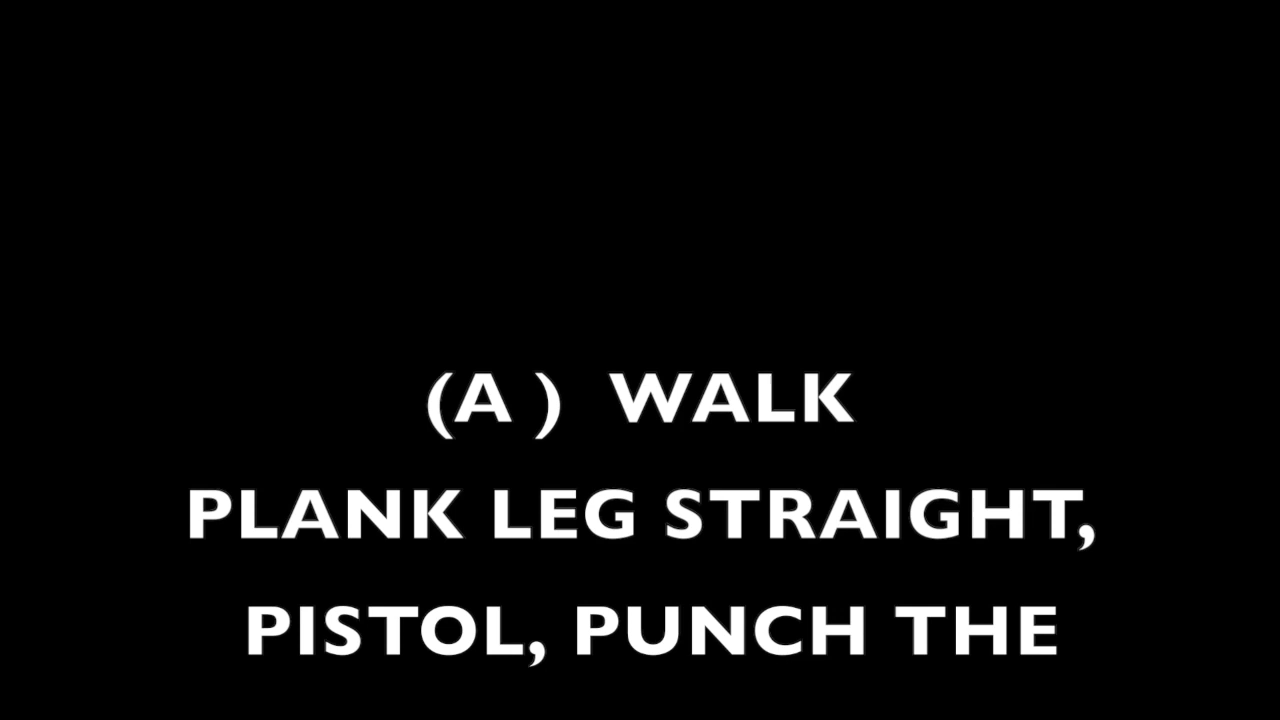 (A )  WALK
PLANK LEG STRAIGHT,
PISTOL, PUNCH THE